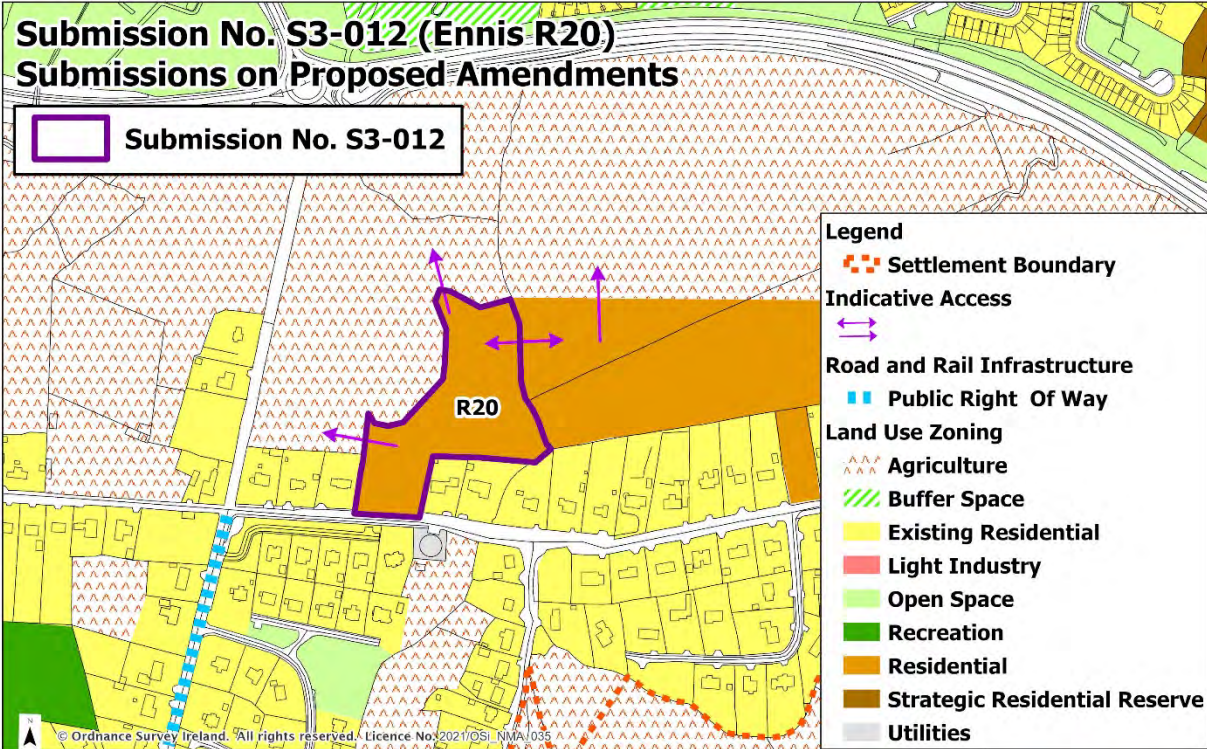 Submission No. S3-012 (Ennis R20)
Submissions on Proposed Amendments
Submission No. S3-012
R20
Legend
Settlement Boundary
Indicative Access
Road and Rail Infrastructure
Public Right Of Way
Land Use Zoning
Agriculture
Buffer Space
Existing Residential
Light Industry
Open Space
Recreation
Residential
Strategic Residential Reserve
Utilities
N
© Ordnance Survey Ireland. All rights reserved. Licence No. 2021/OSi_NMA_035